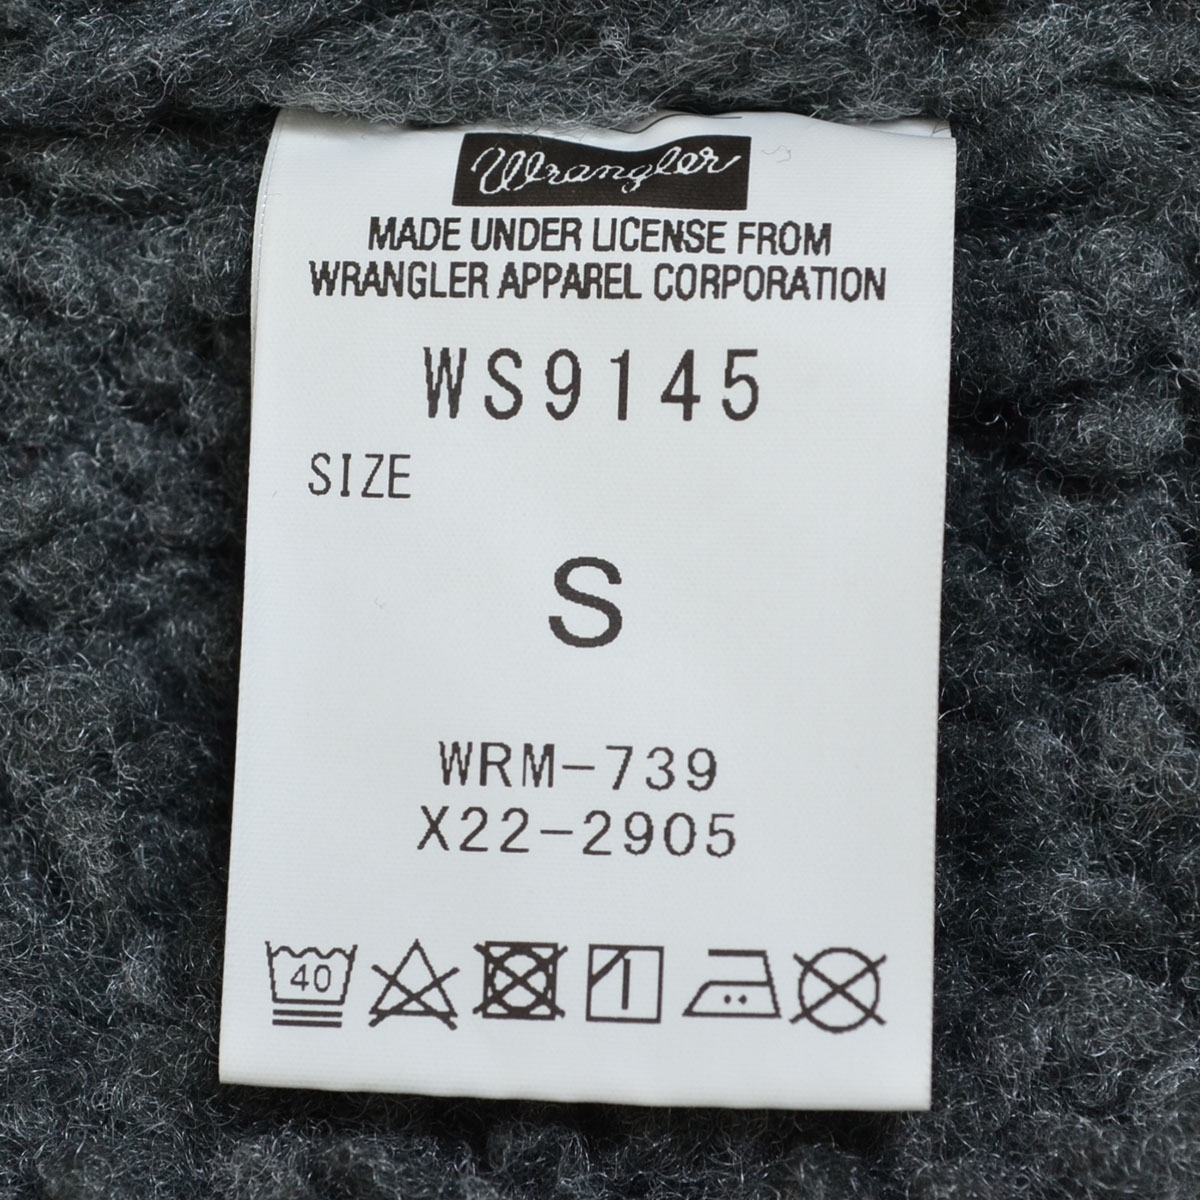 Wrangler
MADE UNDER LICENSE FROM
WRANGLER APPAREL CORPORATION
WS9145
SIZE
S
WRM-739
X22-2905
40